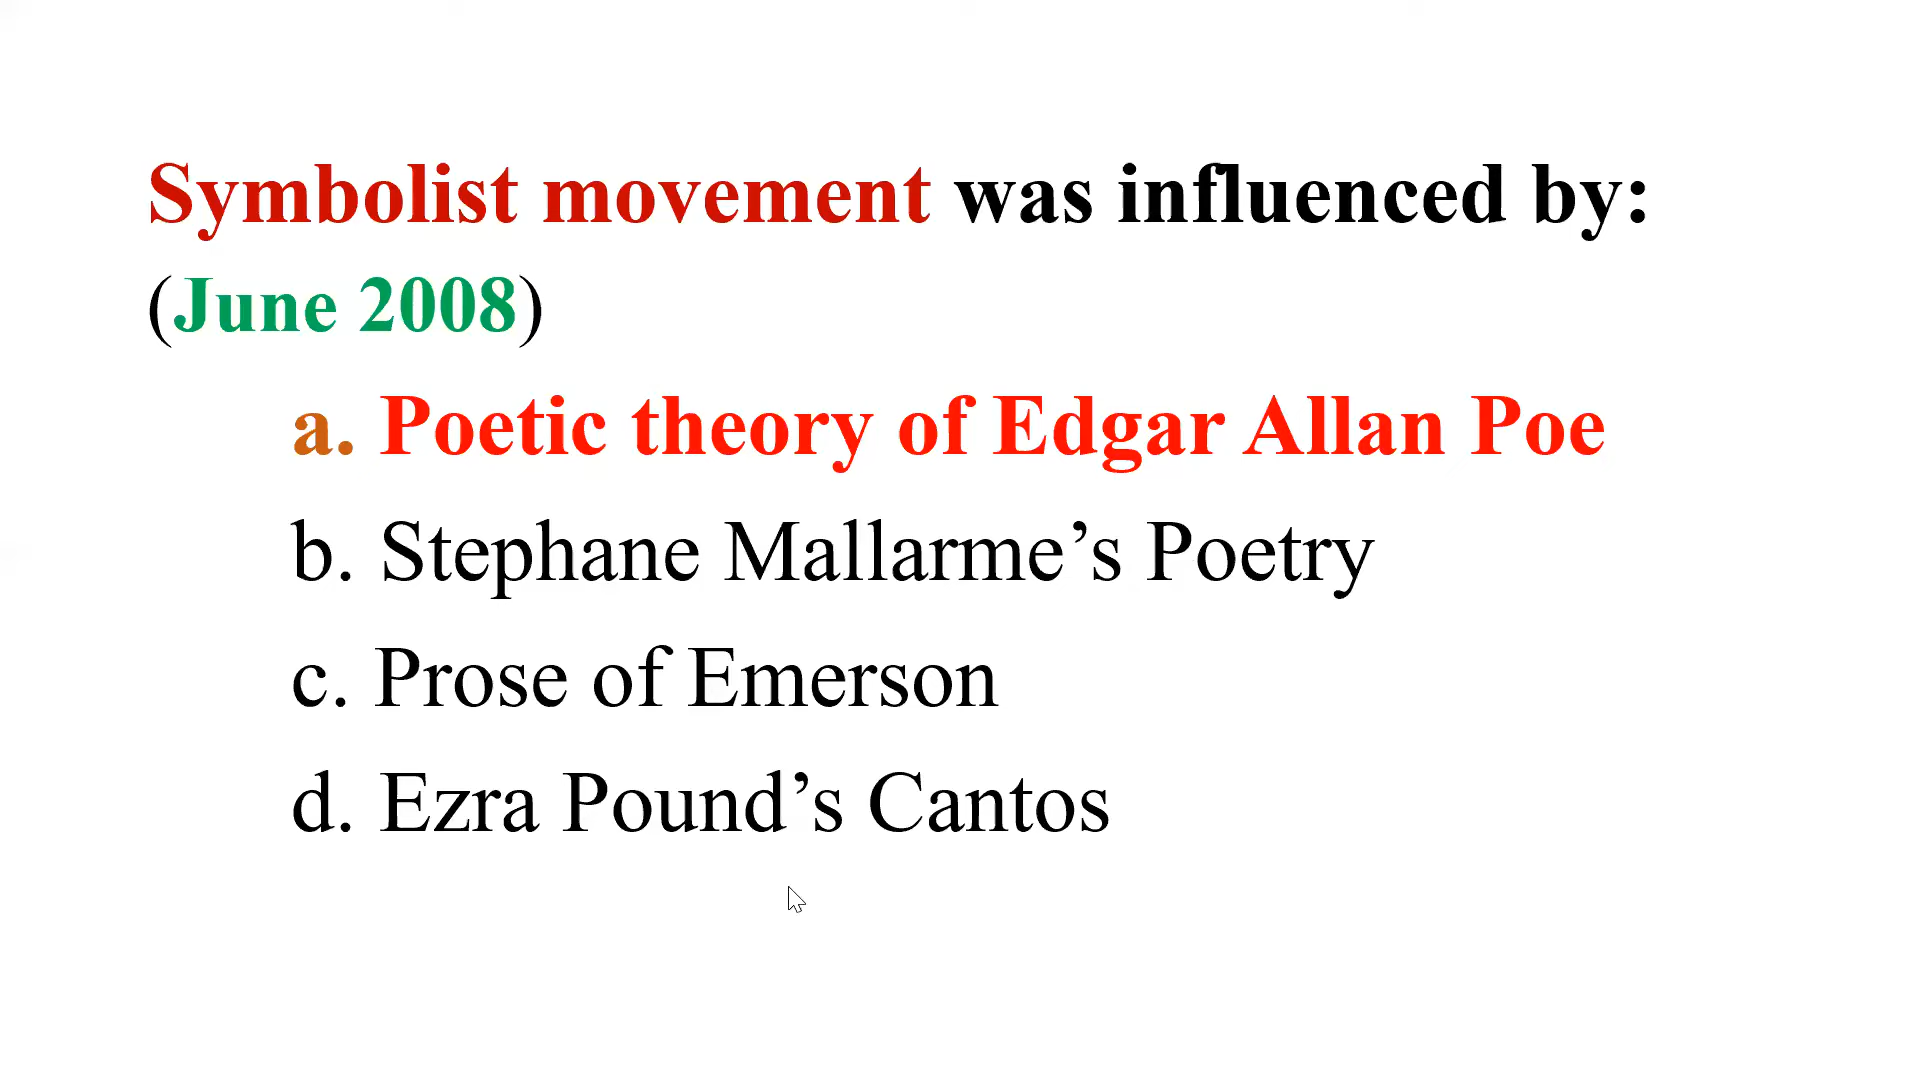 Symbolist movement was influenced by:
(June 2008)
a. Poetic theory of Edgar Allan Poe
b. Stephane Mallarme’s Poetry
c. Prose of Emerson
d. Ezra Pound’s Cantos